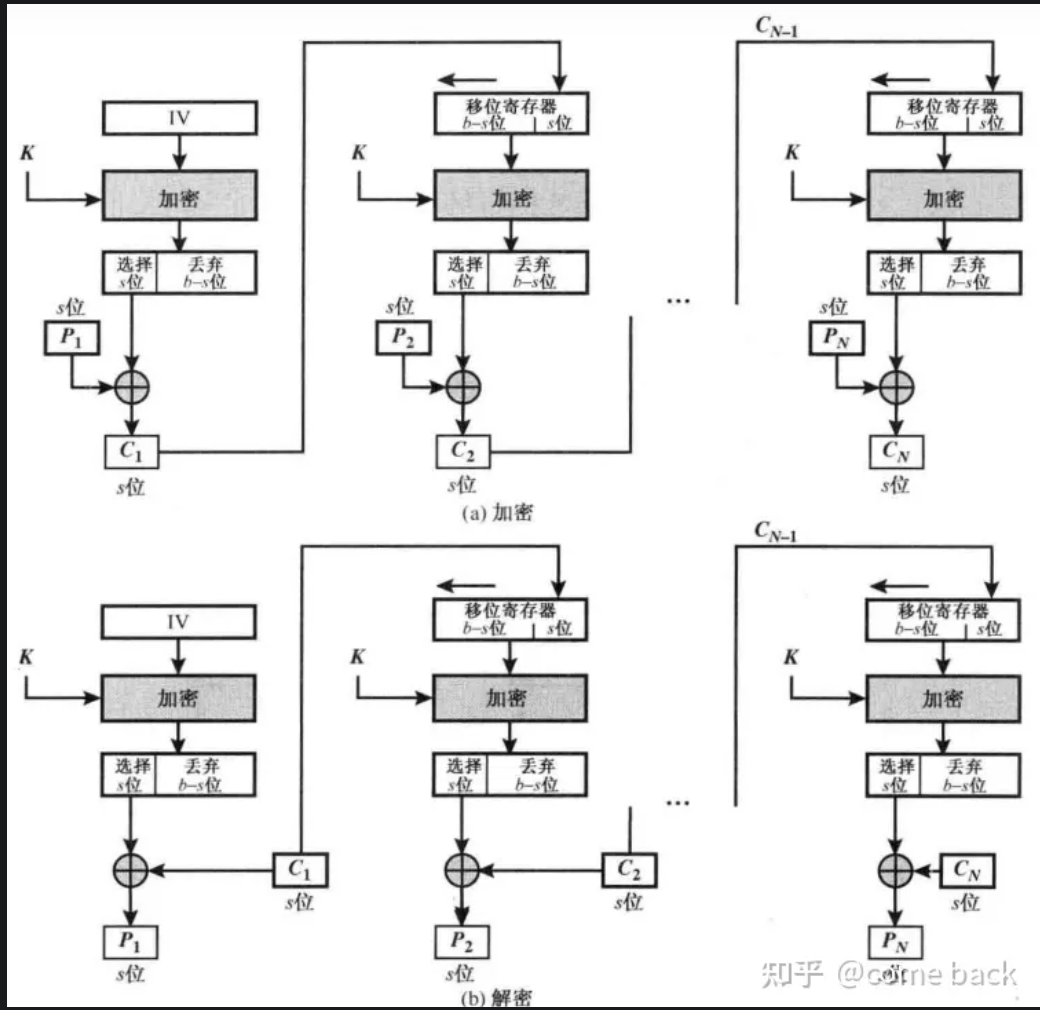 C_{N-1}
IV
移位寄存器
b-s位 s位
移位寄存器
b-s位 s位
K
K
K
加密
加密
加密
选择 丢弃
s位 b-s位
选择 丢弃
s位 b-s位
选择 丢弃
s位 b-s位
...
s位
P_1
s位
P_2
s位
P_N
C_1
s位
C_2
s位
C_N
s位
(a) 加密
C_{N-1}
IV
移位寄存器
b-s位 s位
移位寄存器
b-s位 s位
K
K
K
加密
加密
加密
选择 丢弃
s位 b-s位
选择 丢弃
s位 b-s位
选择 丢弃
s位 b-s位
...
C_1
s位
C_2
s位
C_N
s位
P_1
s位
P_2
s位
P_N
(b) 解密
知乎 @come back